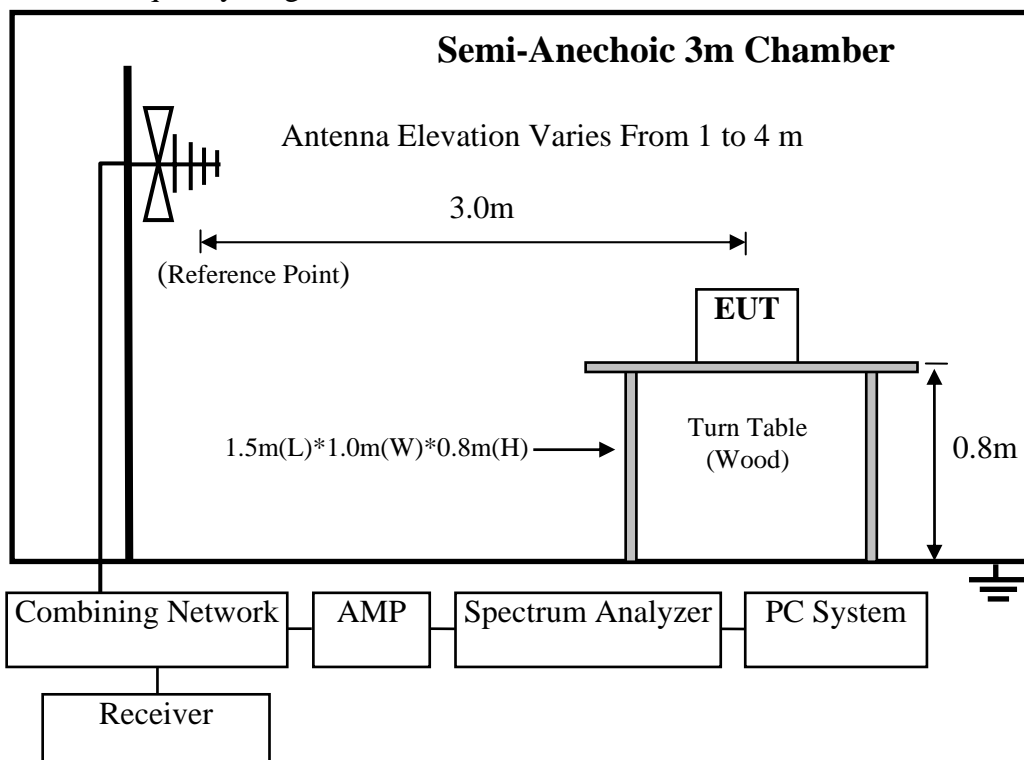 Semi-Anechoic 3m Chamber
Antenna Elevation Varies From 1 to 4 m
3.0m
(Reference Point)
EUT
1.5m(L)*1.0m(W)*0.8m(H)
Turn Table
(Wood)
0.8m
Combining Network
AMP
Spectrum Analyzer
PC System
Receiver